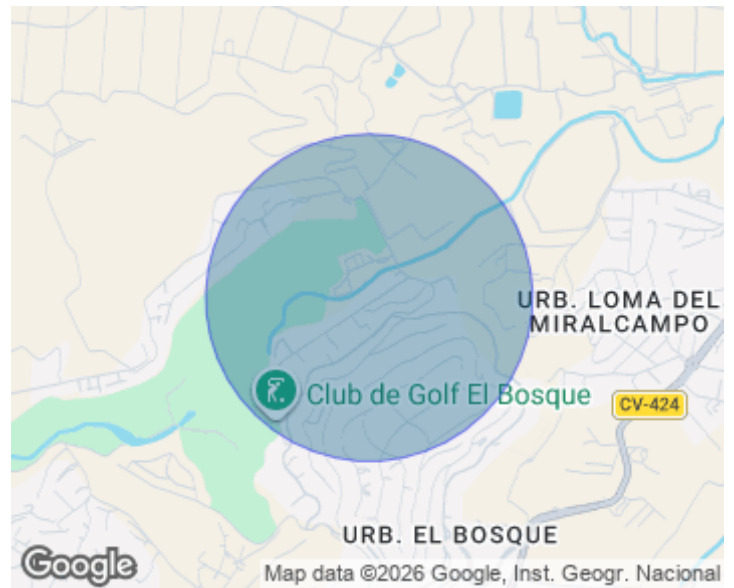 URB. LOMA DEL
MIRALCAMPO
Club de Golf El Bosque
CV-424
URB. EL BOSQUE
Google
Map data ©2026 Google, Inst. Geogr. Nacional